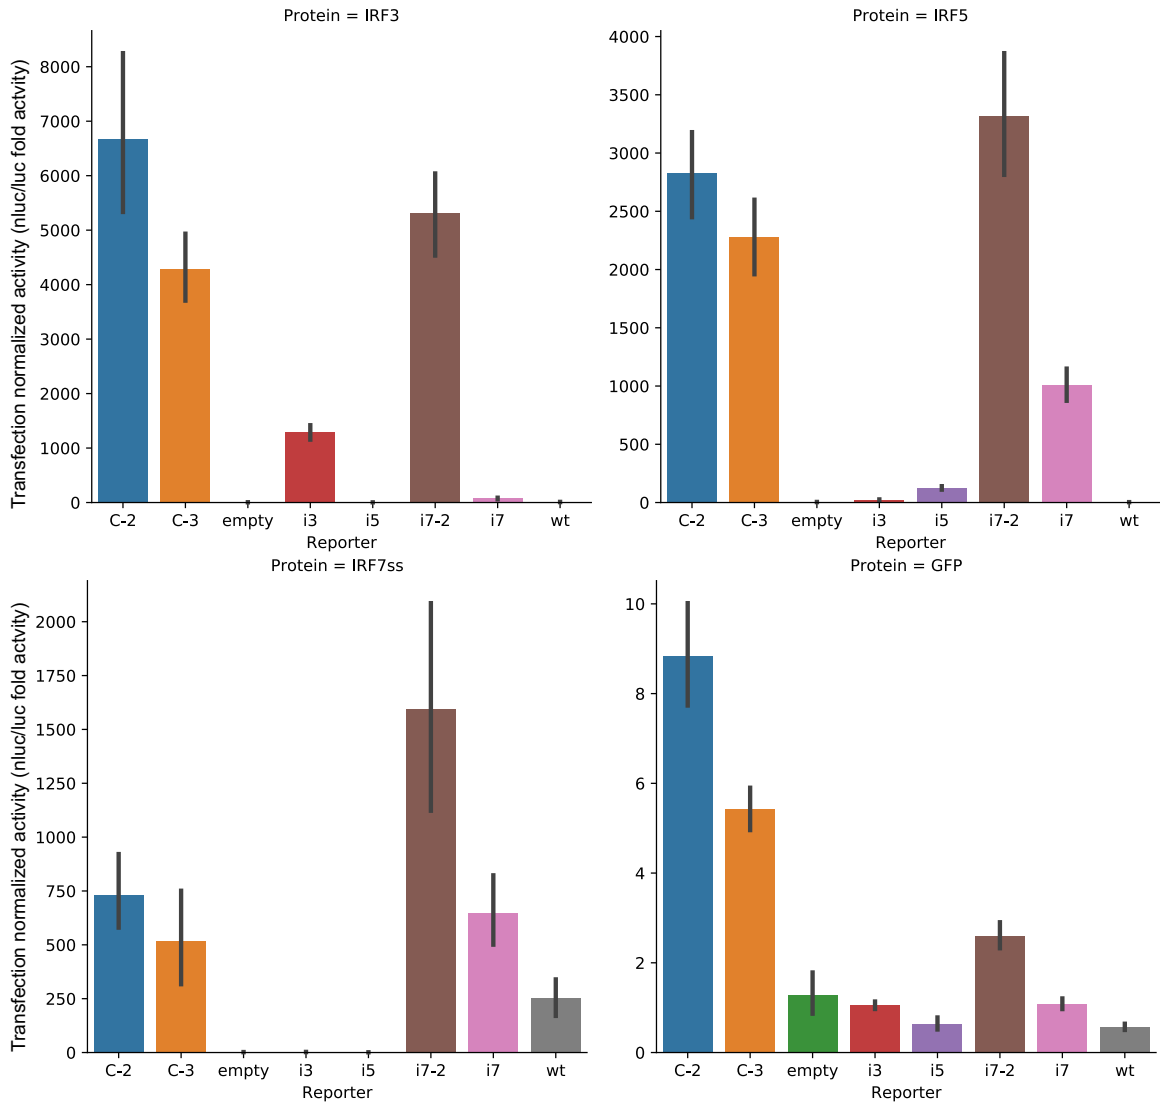 Protein = IRF3
Transfection normalized activity (nluc/luc fold actvity)
8000
7000
6000
5000
4000
3000
2000
1000
0
C-2 C-3 empty i3 i5 i7-2 i7 wt
Reporter
Protein = IRF5
4000
3500
3000
2500
2000
1500
1000
500
0
C-2 C-3 empty i3 i5 i7-2 i7 wt
Reporter
Protein = IRF7ss
Transfection normalized activity (nluc/luc fold actvity)
2000
1750
1500
1250
1000
750
500
250
0
C-2 C-3 empty i3 i5 i7-2 i7 wt
Reporter
Protein = GFP
10
8
6
4
2
0
C-2 C-3 empty i3 i5 i7-2 i7 wt
Reporter